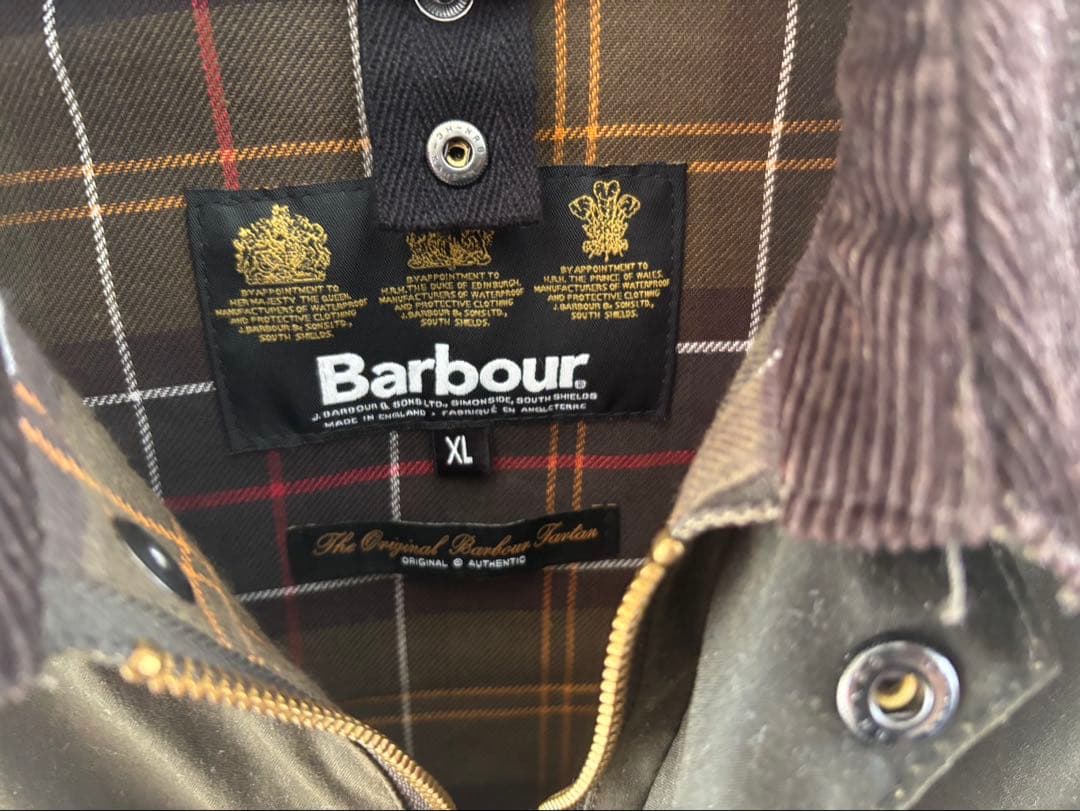 BY APPOINTMENT TO
HER MAJESTY THE QUEEN.
MANUFACTURERS OF WATERPROOF
AND PROTECTIVE CLOTHING
J.BARBOUR & SONS LTD.,
SOUTH SHIELDS.
BY APPOINTMENT TO
H.R.H. THE DUKE OF EDINBURGH.
MANUFACTURERS OF WATERPROOF
AND PROTECTIVE CLOTHING
J.BARBOUR & SONS LTD.,
SOUTH SHIELDS.
BY APPOINTMENT TO
H.R.H. THE PRINCE OF WALES.
MANUFACTURERS OF WATERPROOF
AND PROTECTIVE CLOTHING
J.BARBOUR & SONS LTD.,
SOUTH SHIELDS.
Barbour®
J. BARBOUR & SONS LTD., SIMONSIDE, SOUTH SHIELDS
MADE IN ENGLAND • FABRIQUÉ EN ANGLETERRE
XL
The Original Barbour Tartan
ORIGINAL © AUTHENTIC